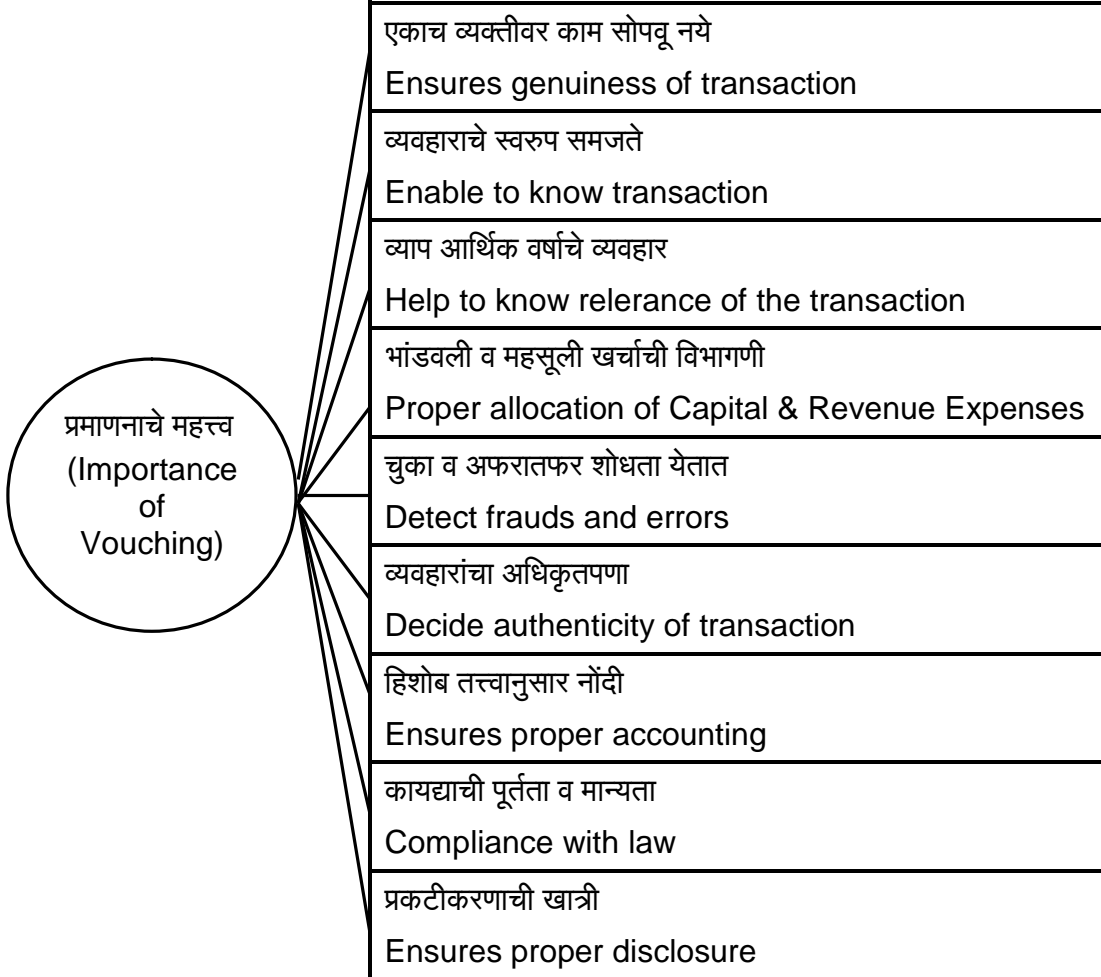 एकाच व्यक्तीवर काम सोपवू नये
Ensures genuiness of transaction
व्यवहाराचे स्वरुप समजते
Enable to know transaction
व्याप आर्थिक वर्षाचे व्यवहार
Help to know relerance of the transaction
भांडवली व महसूली खर्चाची विभागणी
Proper allocation of Capital & Revenue Expenses
चुका व अफरातफर शोधता येतात
Detect frauds and errors
व्यवहारांचा अधिकृतपणा
Decide authenticity of transaction
हिशोब तत्त्वानुसार नोंदी
Ensures proper accounting
कायद्याची पूर्तता व मान्यता
Compliance with law
प्रकटीकरणाची खात्री
Ensures proper disclosure
प्रमाणनाचे महत्त्व
(Importance
of
Vouching)